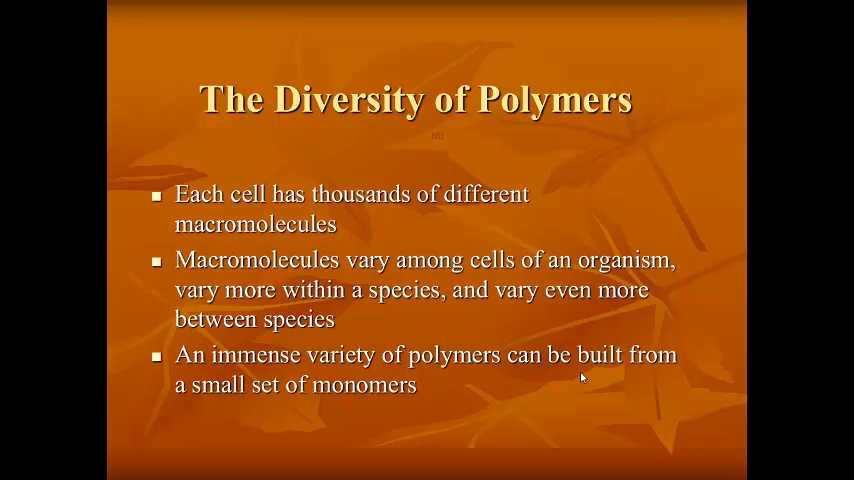 The Diversity of Polymers
Each cell has thousands of different
macromolecules
Macromolecules vary among cells of an organism,
vary more within a species, and vary even more
between species
An immense variety of polymers can be built from
a small set of monomers